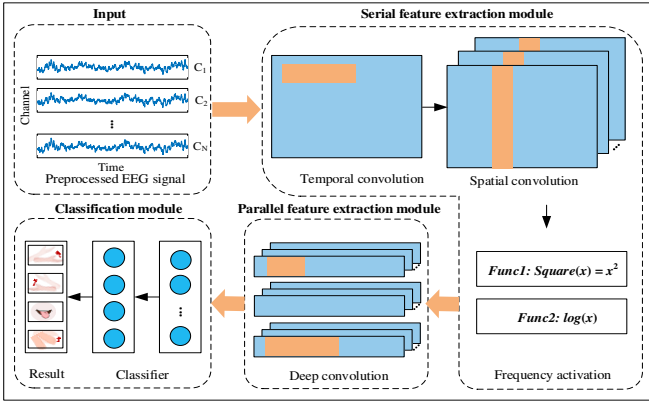 Input
Channel
C1
C2
...
CN
Time
Preprocessed EEG signal
Serial feature extraction module
Temporal convolution
Spatial convolution
Func1: Square(x) = x²
Func2: log(x)
Frequency activation
Parallel feature extraction module
Deep convolution
Classification module
...
Result
Classifier